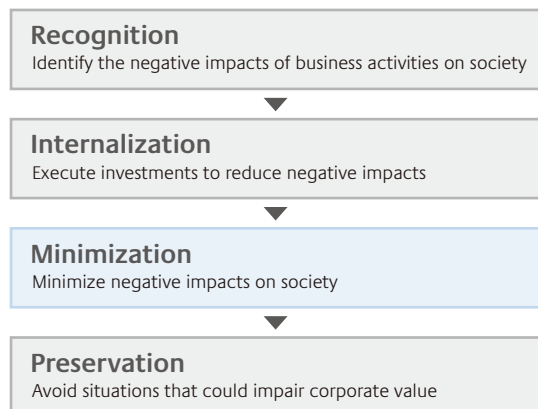 Recognition
Identify the negative impacts of business activities on society
Internalization
Execute investments to reduce negative impacts
Minimization
Minimize negative impacts on society
Preservation
Avoid situations that could impair corporate value